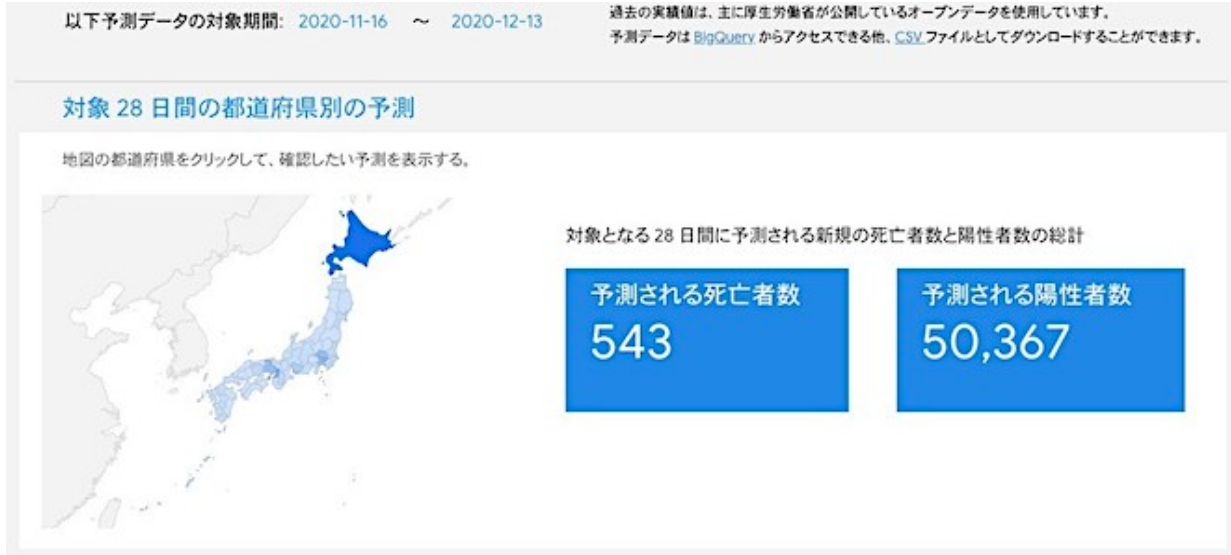 以下予測データの対象期間: 2020-11-16 ～ 2020-12-13
過去の実績値は、主に厚生労働省が公開しているオープンデータを使用しています。
予測データは BigQuery からアクセスできる他、CSV ファイルとしてダウンロードすることができます。
対象 28 日間の都道府県別の予測
地図の都道府県をクリックして、確認したい予測を表示する。
対象となる 28 日間に予測される新規の死亡者数と陽性者数の総計
予測される死亡者数
543
予測される陽性者数
50,367